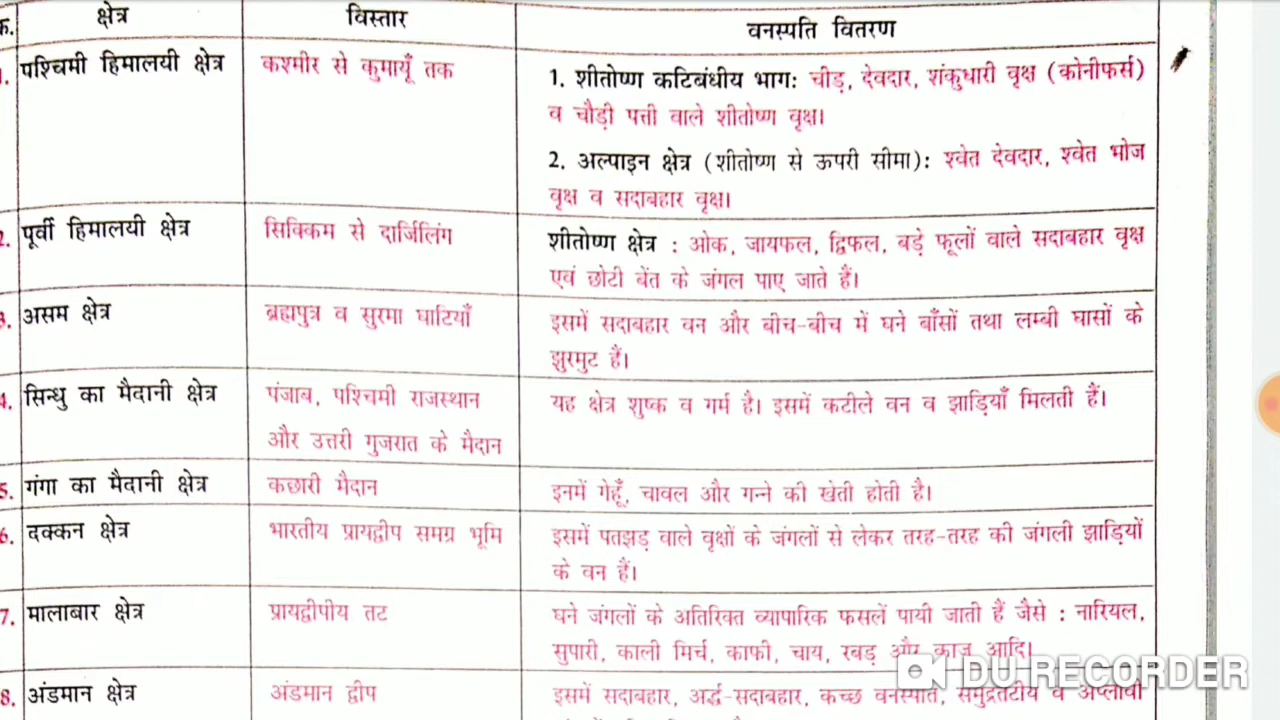 क. क्षेत्र विस्तार वनस्पति वितरण
1. पश्चिमी हिमालयी क्षेत्र कश्मीर से कुमायूँ तक 1. शीतोष्ण कटिबंधीय भाग: चीड़, देवदार, शंकुधारी वृक्ष (कोनीफर्स)
व चौड़ी पत्ती वाले शीतोष्ण वृक्ष।
2. अल्पाइन क्षेत्र (शीतोष्ण से ऊपरी सीमा): श्वेत देवदार, श्वेत भोज
वृक्ष व सदाबहार वृक्ष।
2. पूर्वी हिमालयी क्षेत्र सिक्किम से दार्जिलिंग शीतोष्ण क्षेत्र : ओक, जायफल, द्विफल, बड़े फूलों वाले सदाबहार वृक्ष
एवं छोटी बेंत के जंगल पाए जाते हैं।
3. असम क्षेत्र ब्रह्मपुत्र व सुरमा घाटियाँ इसमें सदाबहार वन और बीच-बीच में घने बाँसों तथा लम्बी घासों के
झुरमुट हैं।
4. सिन्धु का मैदानी क्षेत्र पंजाब, पश्चिमी राजस्थान यह क्षेत्र शुष्क व गर्म है। इसमें कटीले वन व झाड़ियाँ मिलती हैं।
और उत्तरी गुजरात के मैदान
5. गंगा का मैदानी क्षेत्र कछारी मैदान इनमें गेहूँ, चावल और गन्ने की खेती होती है।
6. दक्कन क्षेत्र भारतीय प्रायद्वीप समग्र भूमि इसमें पतझड़ वाले वृक्षों के जंगलों से लेकर तरह-तरह की जंगली झाड़ियों
के वन हैं।
7. मालाबार क्षेत्र प्रायद्वीपीय तट घने जंगलों के अतिरिक्त व्यापारिक फसलें पायी जाती हैं जैसे : नारियल,
सुपारी, काली मिर्च, काफी, चाय, रबड़ और काजू आदि।
DU RECORDER
8. अंडमान क्षेत्र अंडमान द्वीप इसमें सदाबहार, अर्द्ध-सदाबहार, कच्छ वनस्पति, समुद्रतटीय व अप्लावी